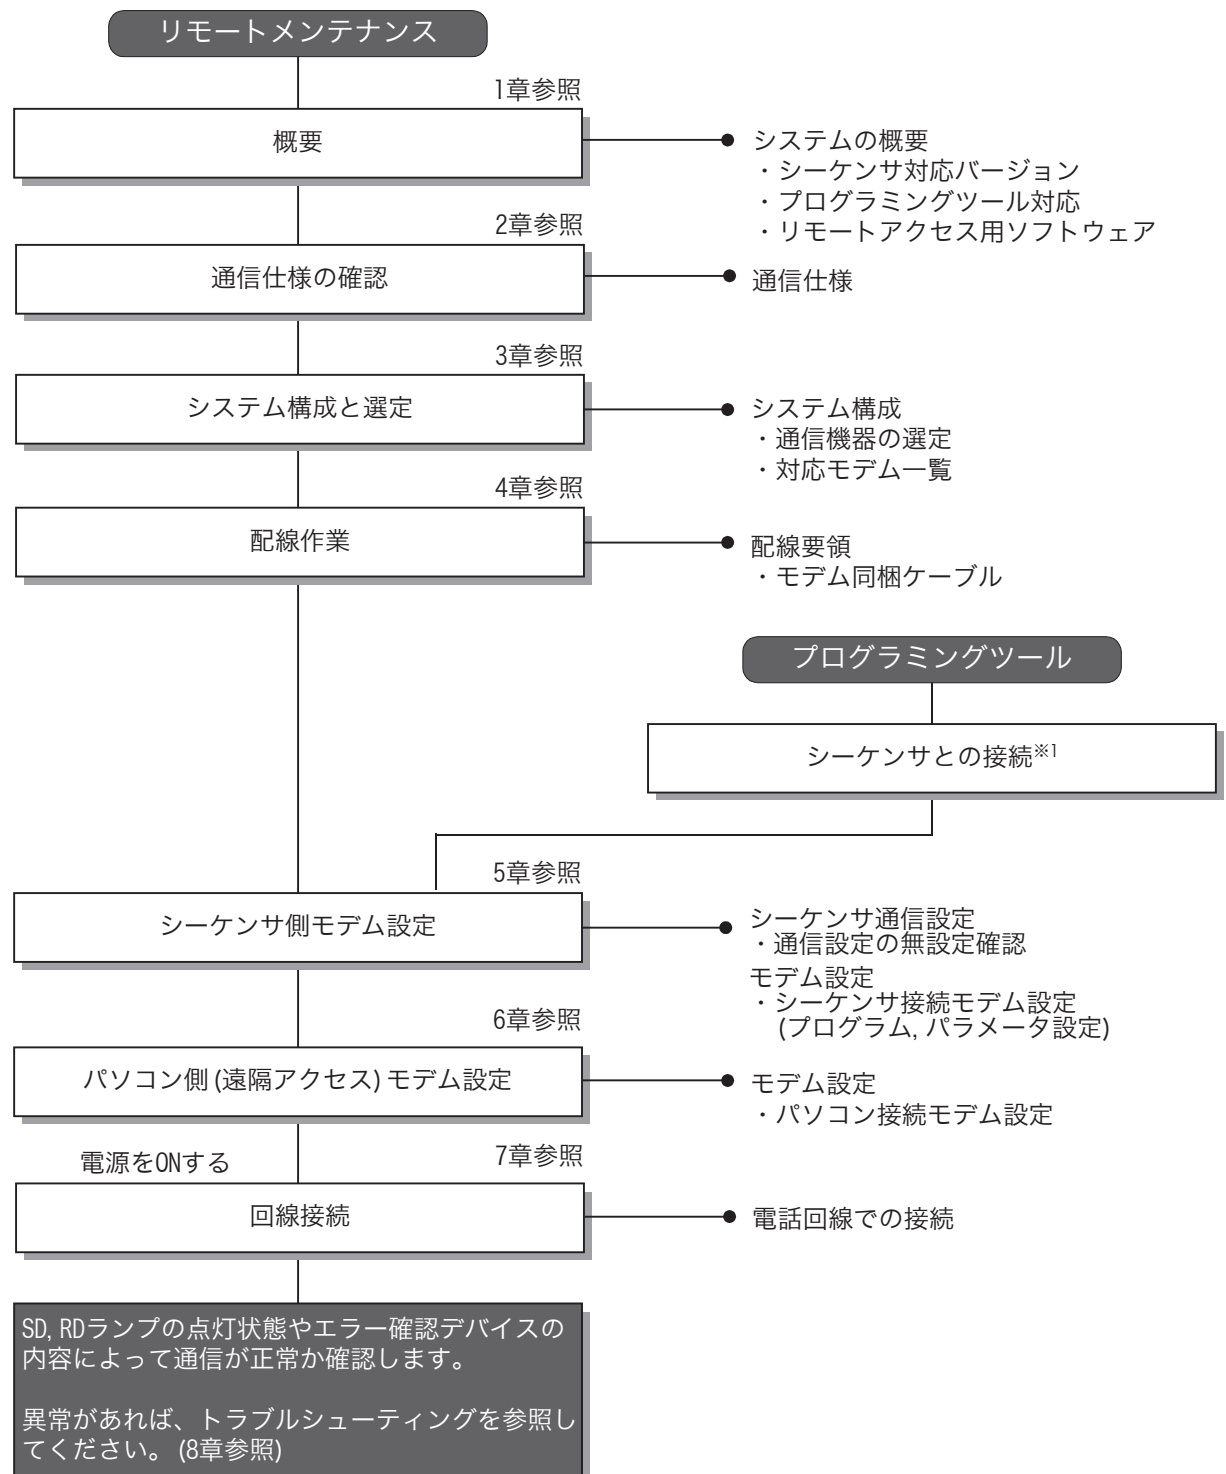 リモートメンテナンス
1章参照
概要
システムの概要
・シーケンサ対応バージョン
・プログラミングツール対応
・リモートアクセス用ソフトウェア
2章参照
通信仕様の確認
通信仕様
3章参照
システム構成と選定
システム構成
・通信機器の選定
・対応モデム一覧
4章参照
配線作業
配線要領
・モデム同梱ケーブル
プログラミングツール
シーケンサとの接続※1
5章参照
シーケンサ側モデム設定
シーケンサ通信設定
・通信設定の無設定確認
モデム設定
・シーケンサ接続モデム設定
(プログラム, パラメータ設定)
6章参照
パソコン側 (遠隔アクセス) モデム設定
モデム設定
・パソコン接続モデム設定
電源をONする
7章参照
回線接続
電話回線での接続
SD, RDランプの点灯状態やエラー確認デバイスの
内容によって通信が正常か確認します。
異常があれば、トラブルシューティングを参照し
てください。 (8章参照)